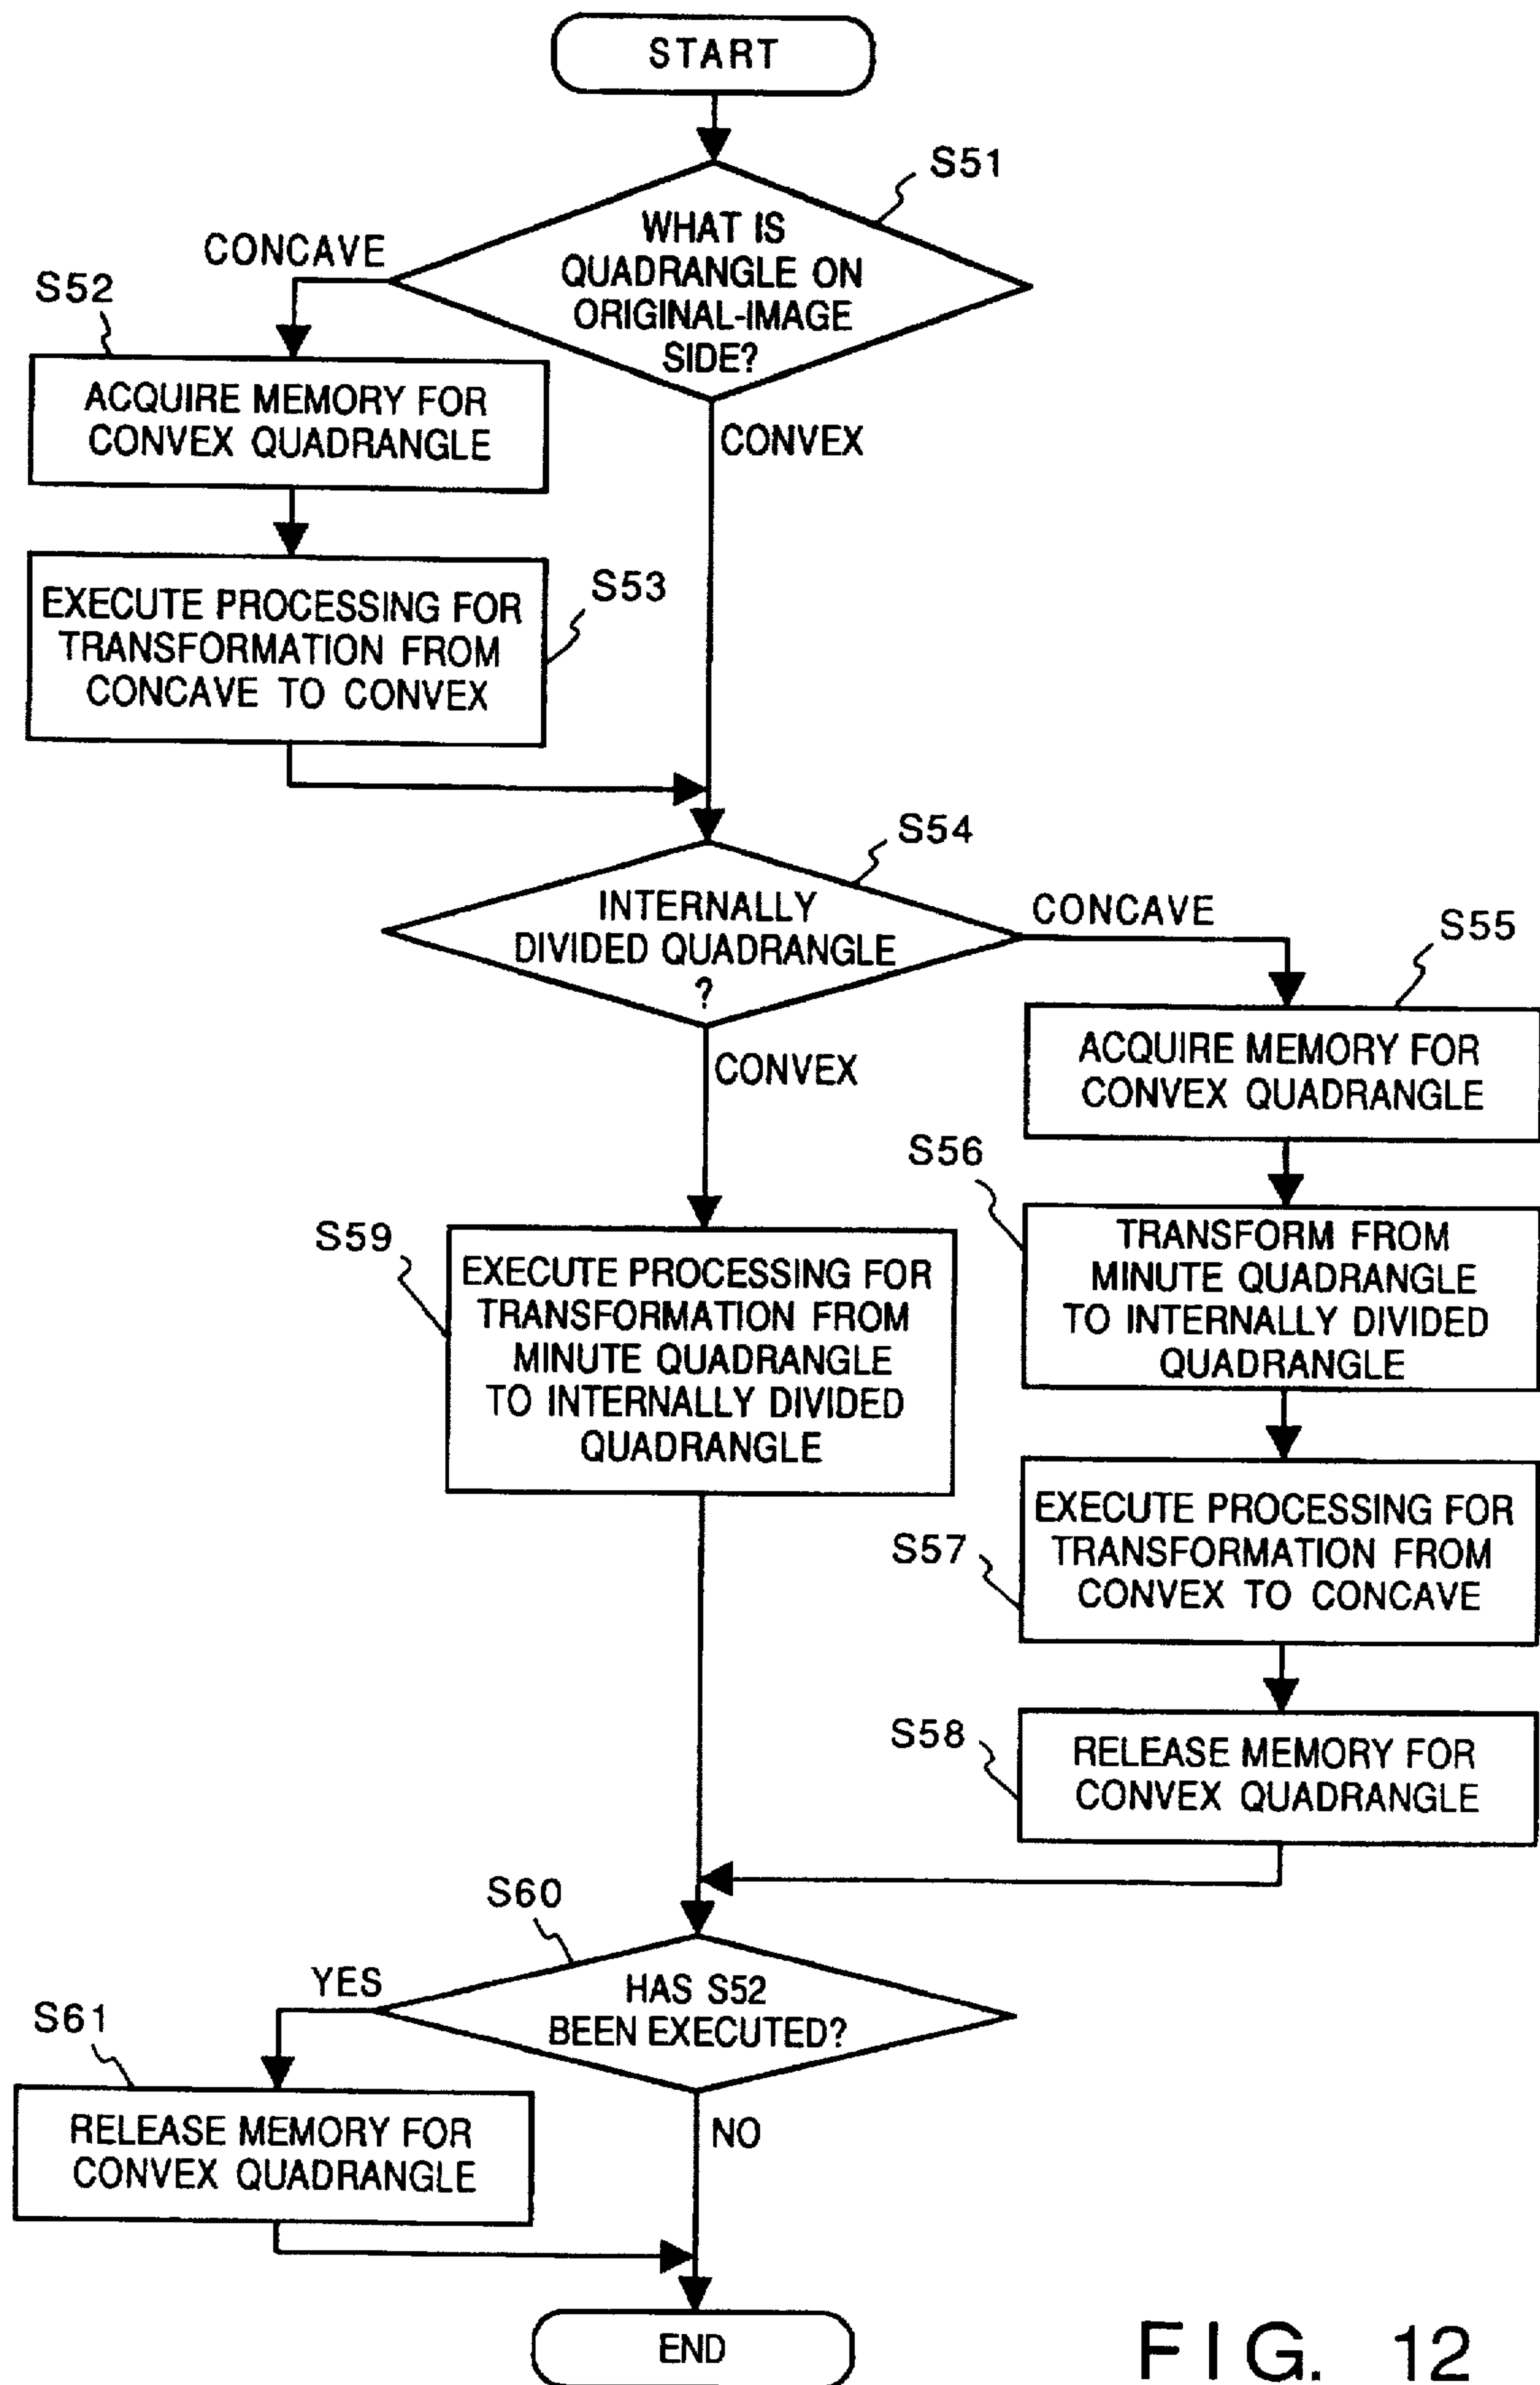 START
S51
WHAT IS
QUADRANGLE ON
ORIGINAL-IMAGE
SIDE?
CONCAVE
CONVEX
S52
ACQUIRE MEMORY FOR
CONVEX QUADRANGLE
S53
EXECUTE PROCESSING FOR
TRANSFORMATION FROM
CONCAVE TO CONVEX
S54
INTERNALLY
DIVIDED QUADRANGLE
?
CONCAVE
CONVEX
S55
ACQUIRE MEMORY FOR
CONVEX QUADRANGLE
S56
TRANSFORM FROM
MINUTE QUADRANGLE
TO INTERNALLY DIVIDED
QUADRANGLE
S59
EXECUTE PROCESSING FOR
TRANSFORMATION FROM
MINUTE QUADRANGLE
TO INTERNALLY DIVIDED
QUADRANGLE
S57
EXECUTE PROCESSING FOR
TRANSFORMATION FROM
CONVEX TO CONCAVE
S58
RELEASE MEMORY FOR
CONVEX QUADRANGLE
S60
HAS S52
BEEN EXECUTED?
YES
NO
S61
RELEASE MEMORY FOR
CONVEX QUADRANGLE
END
FIG. 12